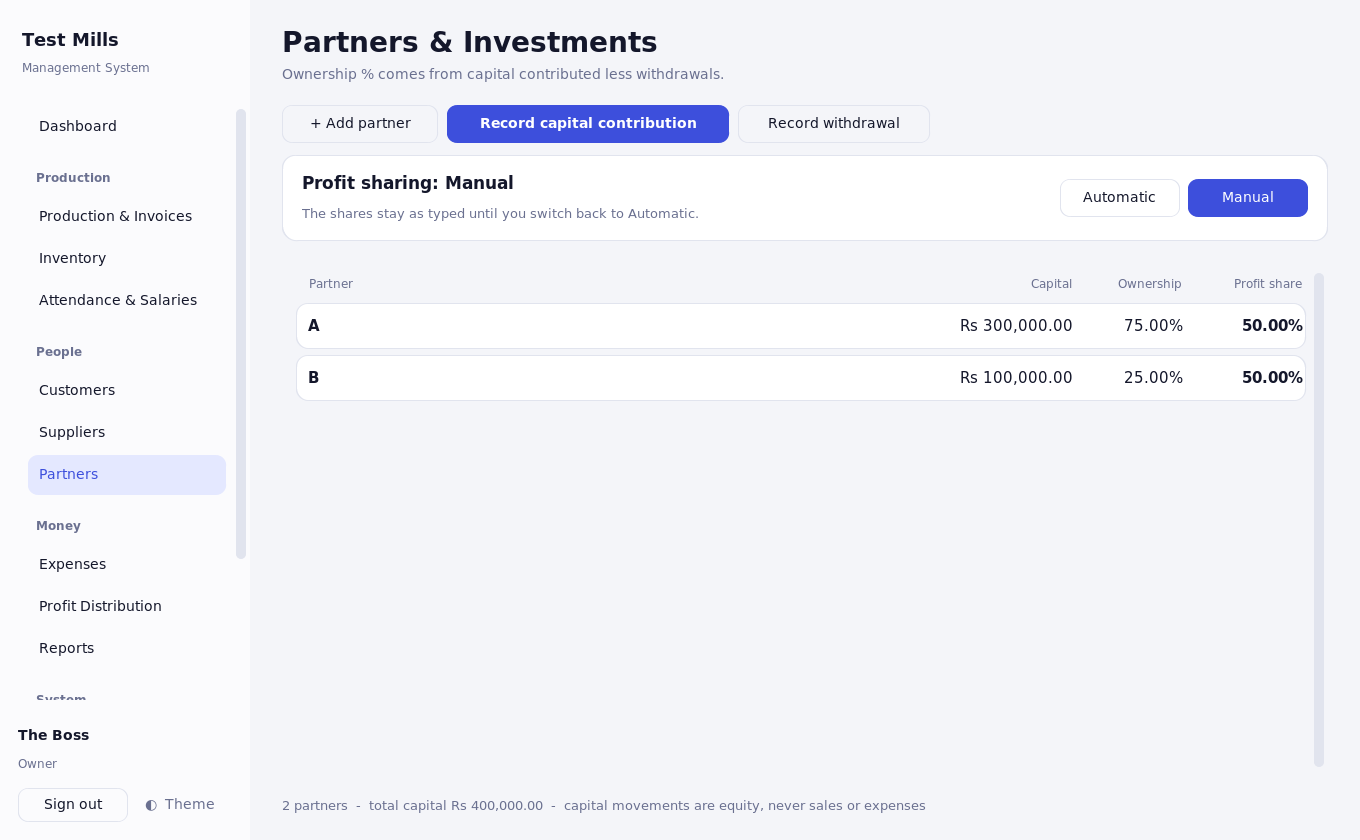 Test Mills
Management System
Dashboard
Production
Production & Invoices
Inventory
Attendance & Salaries
People
Customers
Suppliers
Partners
Money
Expenses
Profit Distribution
Reports
System
The Boss
Owner
Sign out
◐ Theme
Partners & Investments
Ownership % comes from capital contributed less withdrawals.
+ Add partner
Record capital contribution
Record withdrawal
Profit sharing: Manual
The shares stay as typed until you switch back to Automatic.
Automatic
Manual
Partner Capital Ownership Profit share
A Rs 300,000.00 75.00% 50.00%
B Rs 100,000.00 25.00% 50.00%
2 partners - total capital Rs 400,000.00 - capital movements are equity, never sales or expenses